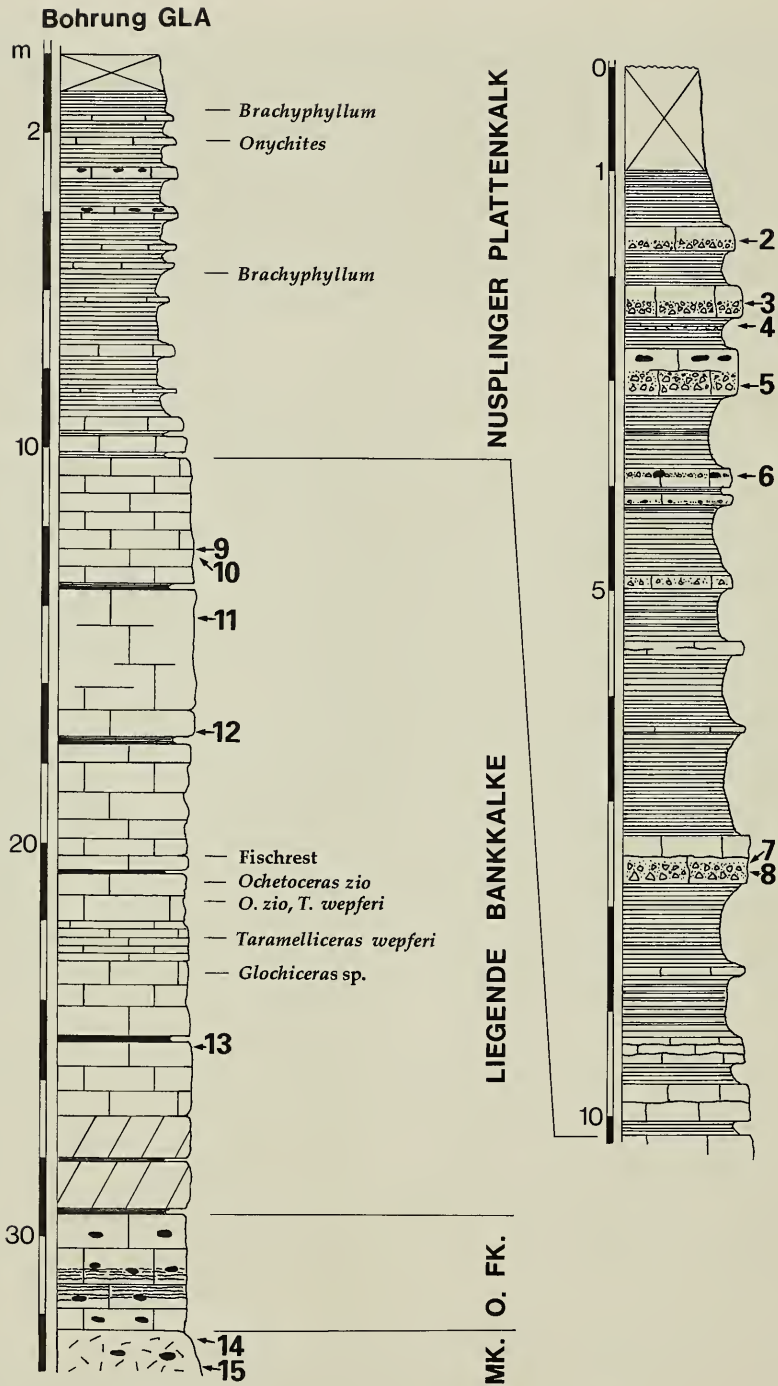 Bohrung GLA
m
2
10
20
30
Brachyphyllum
Onychites
Brachyphyllum
9
10
11
12
Fischrest
Ochetoceras zio
O. zio, T. wepferi
Taramelliceras wepferi
Glochiceras sp.
13
14
15
NUSPLINGER PLATTENKALK
LIEGENDE BANKKALKE
O. FK.
MK.
0
1
5
10
2
3
4
5
6
7
8